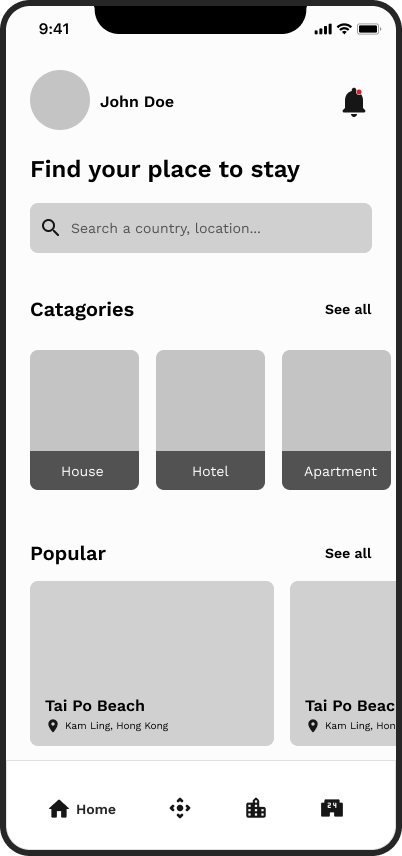 9:41
John Doe
Find your place to stay
Search a country, location...
Catagories
See all
House
Hotel
Apartment
Popular
See all
Tai Po Beach
Kam Ling, Hong Kong
Tai Po Beac
Kam Ling, Hon
Home
24